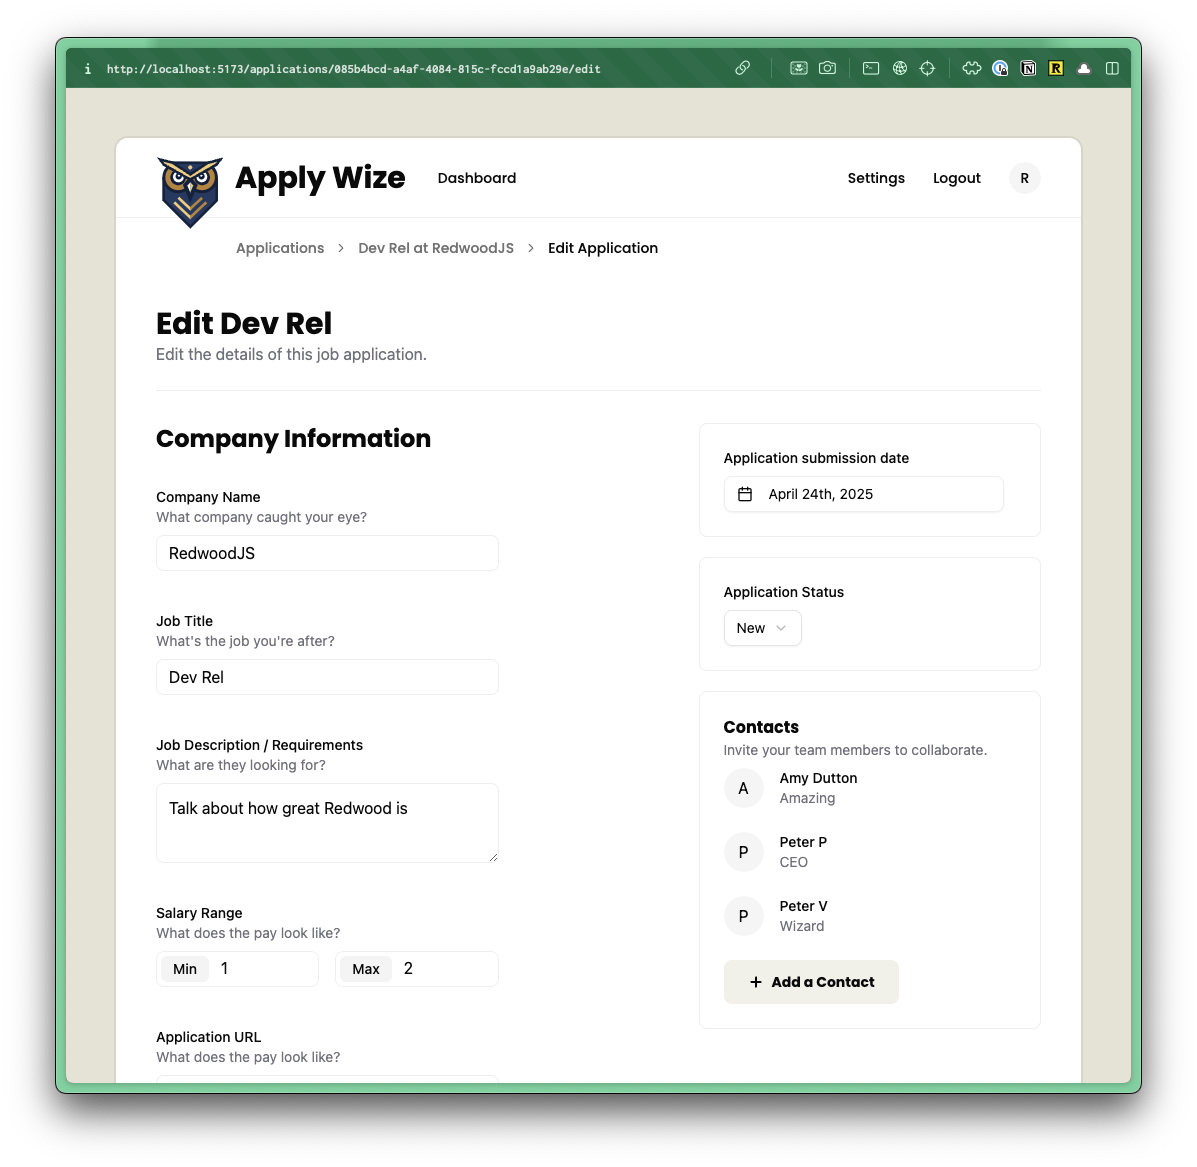 i http://localhost:5173/applications/085b4bcd-a4af-4084-815c-fccd1a9ab29e/edit
Apply Wize
Dashboard
Settings
Logout
R
Applications > Dev Rel at RedwoodJS > Edit Application
Edit Dev Rel
Edit the details of this job application.
Company Information
Company Name
What company caught your eye?
RedwoodJS
Job Title
What's the job you're after?
Dev Rel
Job Description / Requirements
What are they looking for?
Talk about how great Redwood is
Salary Range
What does the pay look like?
Min 1
Max 2
Application URL
What does the pay look like?
Application submission date
April 24th, 2025
Application Status
New
Contacts
Invite your team members to collaborate.
A
Amy Dutton
Amazing
P
Peter P
CEO
P
Peter V
Wizard
+ Add a Contact